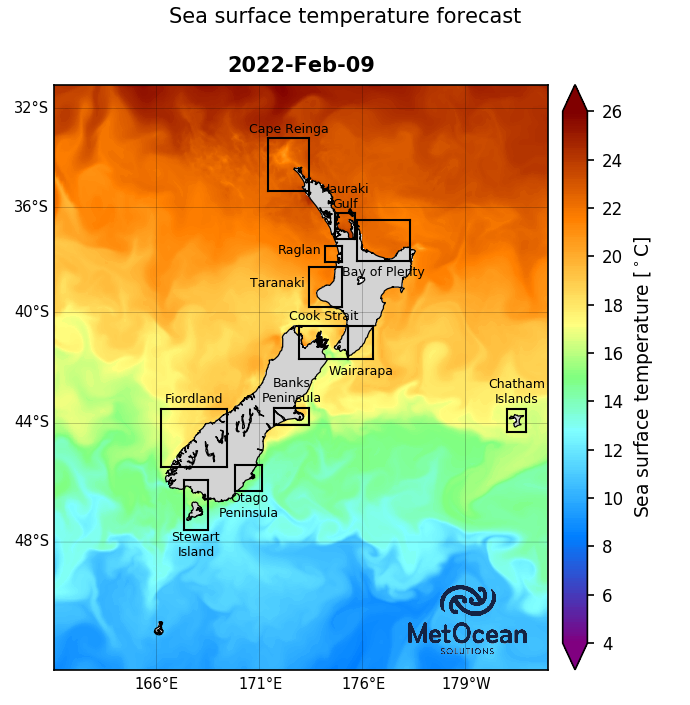 Sea surface temperature forecast
2022-Feb-09
32°S
36°S
40°S
44°S
48°S
166°E
171°E
176°E
179°W
Cape Reinga
Hauraki
Gulf
Raglan
Bay of Plenty
Taranaki
Cook Strait
Wairarapa
Banks
Peninsula
Fiordland
Chatham
Islands
Otago
Peninsula
Stewart
Island
MetOcean
SOLUTIONS
26
24
22
20
18
16
14
12
10
8
6
4
Sea surface temperature [°C]